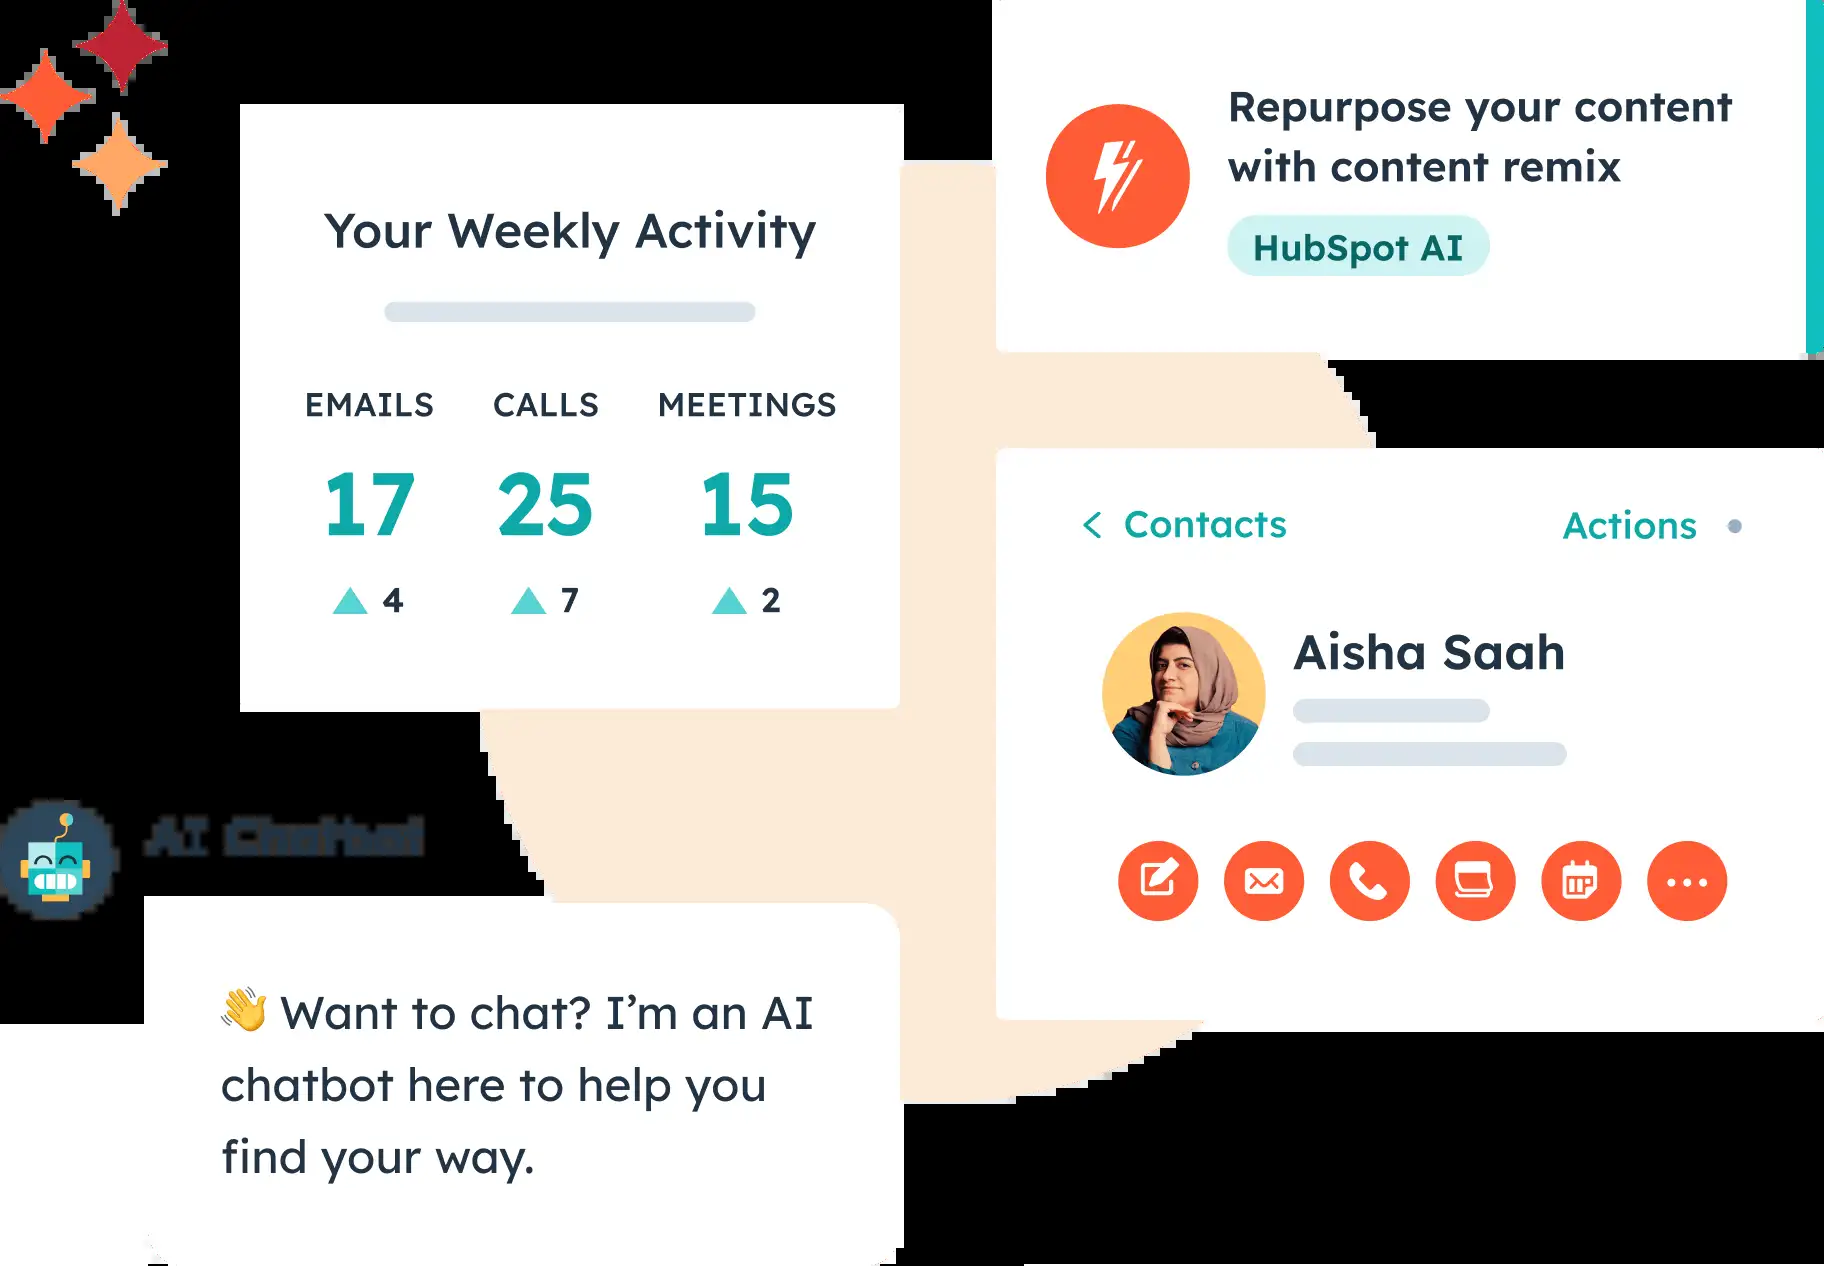 Repurpose your content
with content remix
HubSpot AI
Your Weekly Activity
EMAILS CALLS MEETINGS
17 25 15
4 7 2
Contacts Actions
Aisha Saah
AI Chatbot
👋 Want to chat? I’m an AI
chatbot here to help you
find your way.